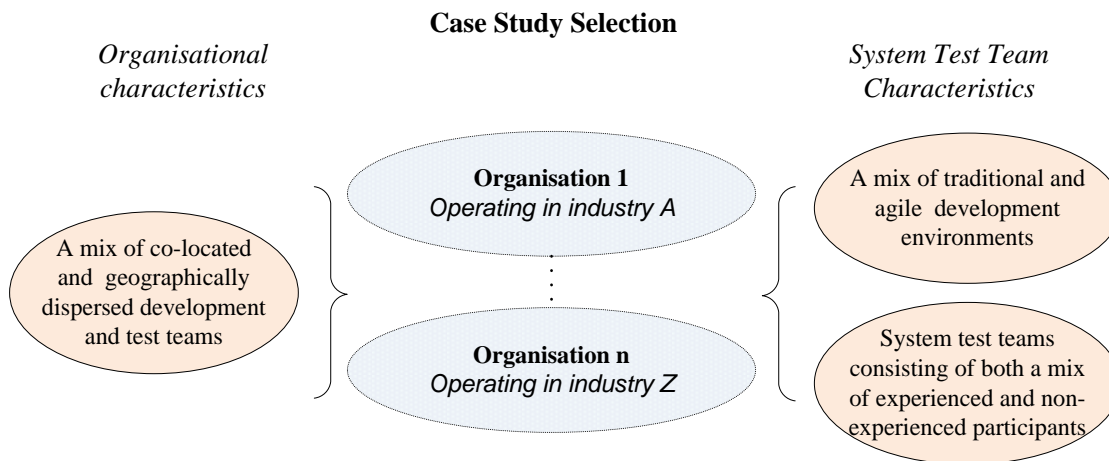 Case Study Selection
Organisational
characteristics
System Test Team
Characteristics
Organisation 1
Operating in industry A
A mix of traditional and
agile development
environments
A mix of co-located
and geographically
dispersed development
and test teams
Organisation n
Operating in industry Z
System test teams
consisting of both a mix
of experienced and non-
experienced participants